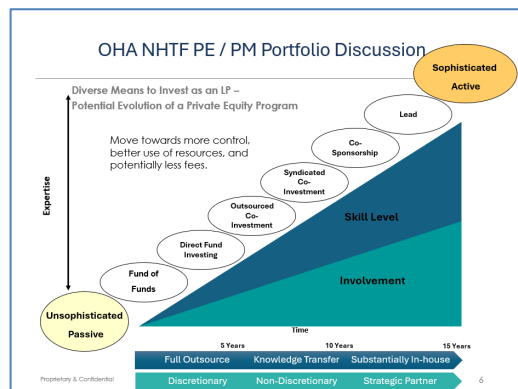 OHA NHTF PE / PM Portfolio Discussion
Sophisticated
Active
Diverse Means to Invest as an LP –
Potential Evolution of a Private Equity Program
Lead
Move towards more control,
better use of resources, and
potentially less fees.
Co-
Sponsorship
Syndicated
Co-
Investment
Expertise
Outsourced
Co-
Investment
Skill Level
Direct Fund
Investing
Fund of
Funds
Involvement
Unsophisticated
Passive
Time
5 Years
10 Years
15 Years
Full Outsource
Knowledge Transfer
Substantially In-house
Discretionary
Non-Discretionary
Strategic Partner
Proprietary & Confidential
6